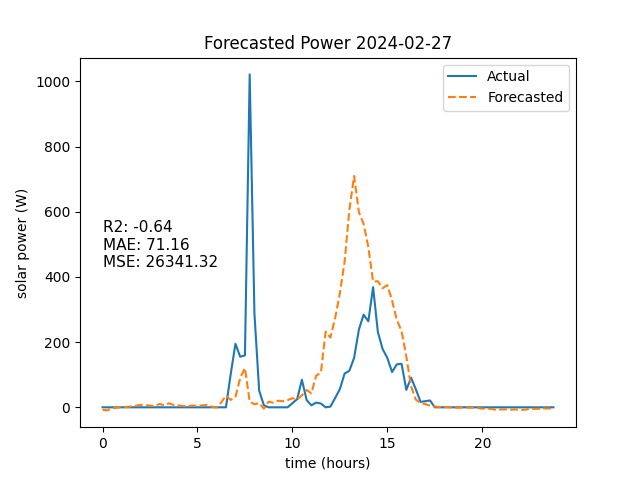 Forecasted Power 2024-02-27
Actual
Forecasted
R2: -0.64
MAE: 71.16
MSE: 26341.32
solar power (W)
1000
800
600
400
200
0
0 5 10 15 20
time (hours)